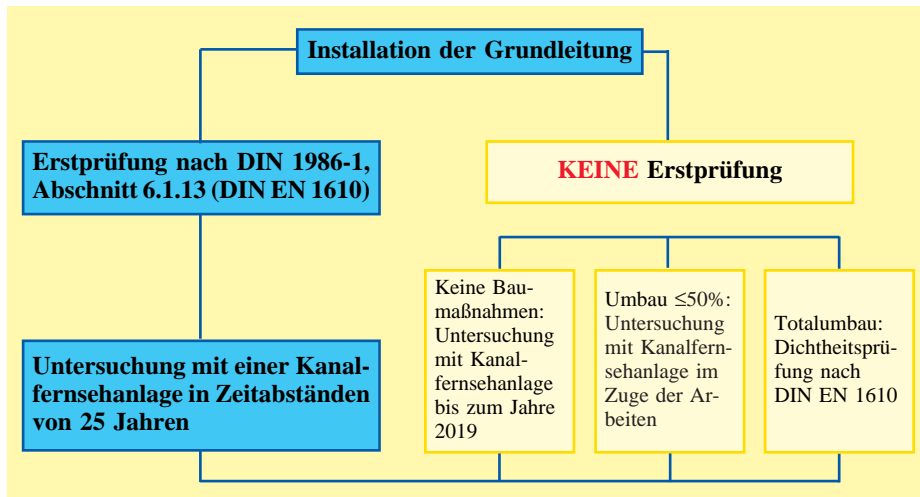 Installation der Grundleitung
Erstprüfung nach DIN 1986-1,
Abschnitt 6.1.13 (DIN EN 1610)
KEINE Erstprüfung
Untersuchung mit einer Kanal-
fernsehanlage in Zeitabständen
von 25 Jahren
Keine Bau-
maßnahmen:
Untersuchung
mit Kanal-
fernsehanlage
bis zum Jahre
2019
Umbau ≤50%:
Untersuchung
mit Kanalfern-
sehanlage im
Zuge der Ar-
beiten
Totalumbau:
Dichtheitsprü-
fung nach
DIN EN 1610